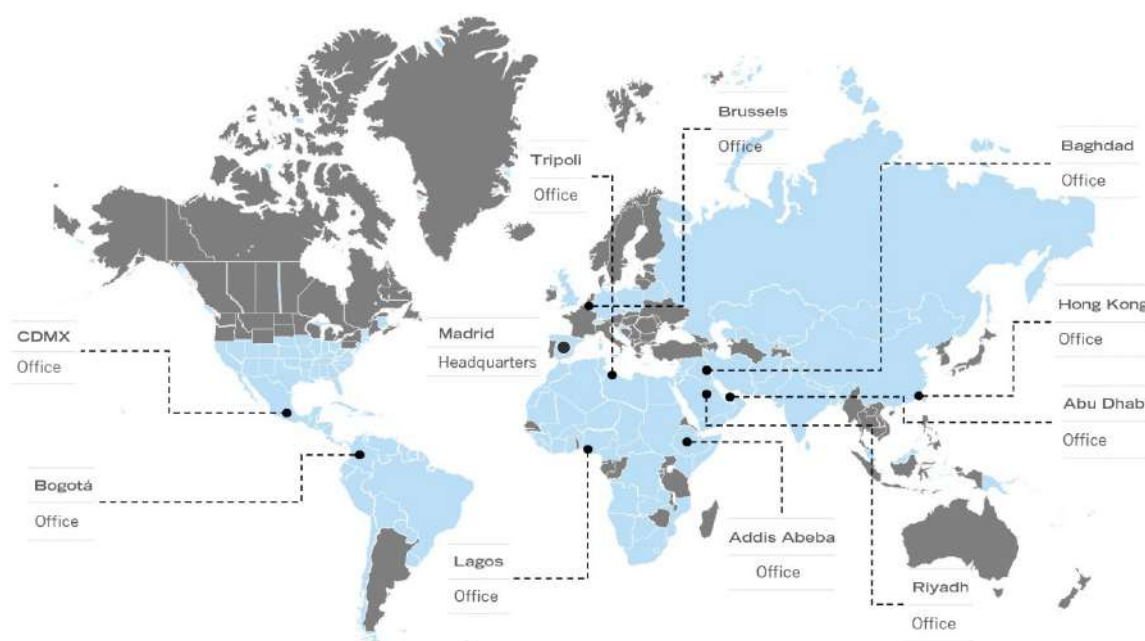 Brussels
Office
Tripoli
Office
Baghdad
Office
CDMX
Office
Madrid
Headquarters
Hong Kong
Office
Abu Dhab
Office
Bogotá
Office
Lagos
Office
Addis Abeba
Office
Riyadh
Office